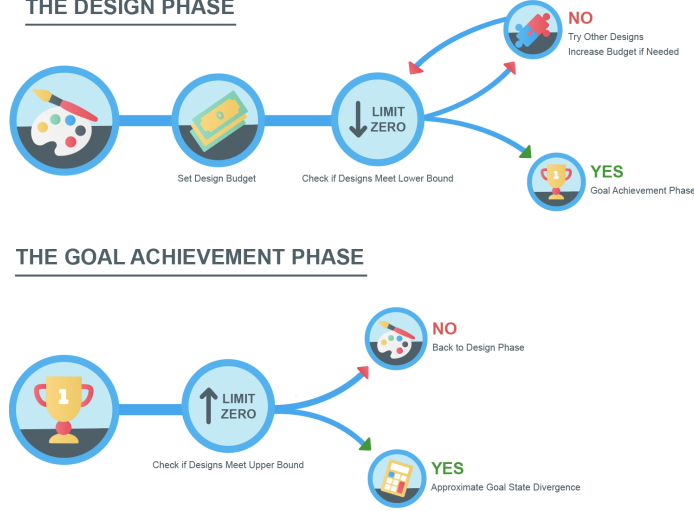 THE DESIGN PHASE
NO
Try Other Designs
Increase Budget if Needed
LIMIT
ZERO
Set Design Budget
Check if Designs Meet Lower Bound
YES
Goal Achievement Phase
THE GOAL ACHIEVEMENT PHASE
NO
Back to Design Phase
1
1
LIMIT
ZERO
Check if Designs Meet Upper Bound
YES
Approximate Goal State Divergence